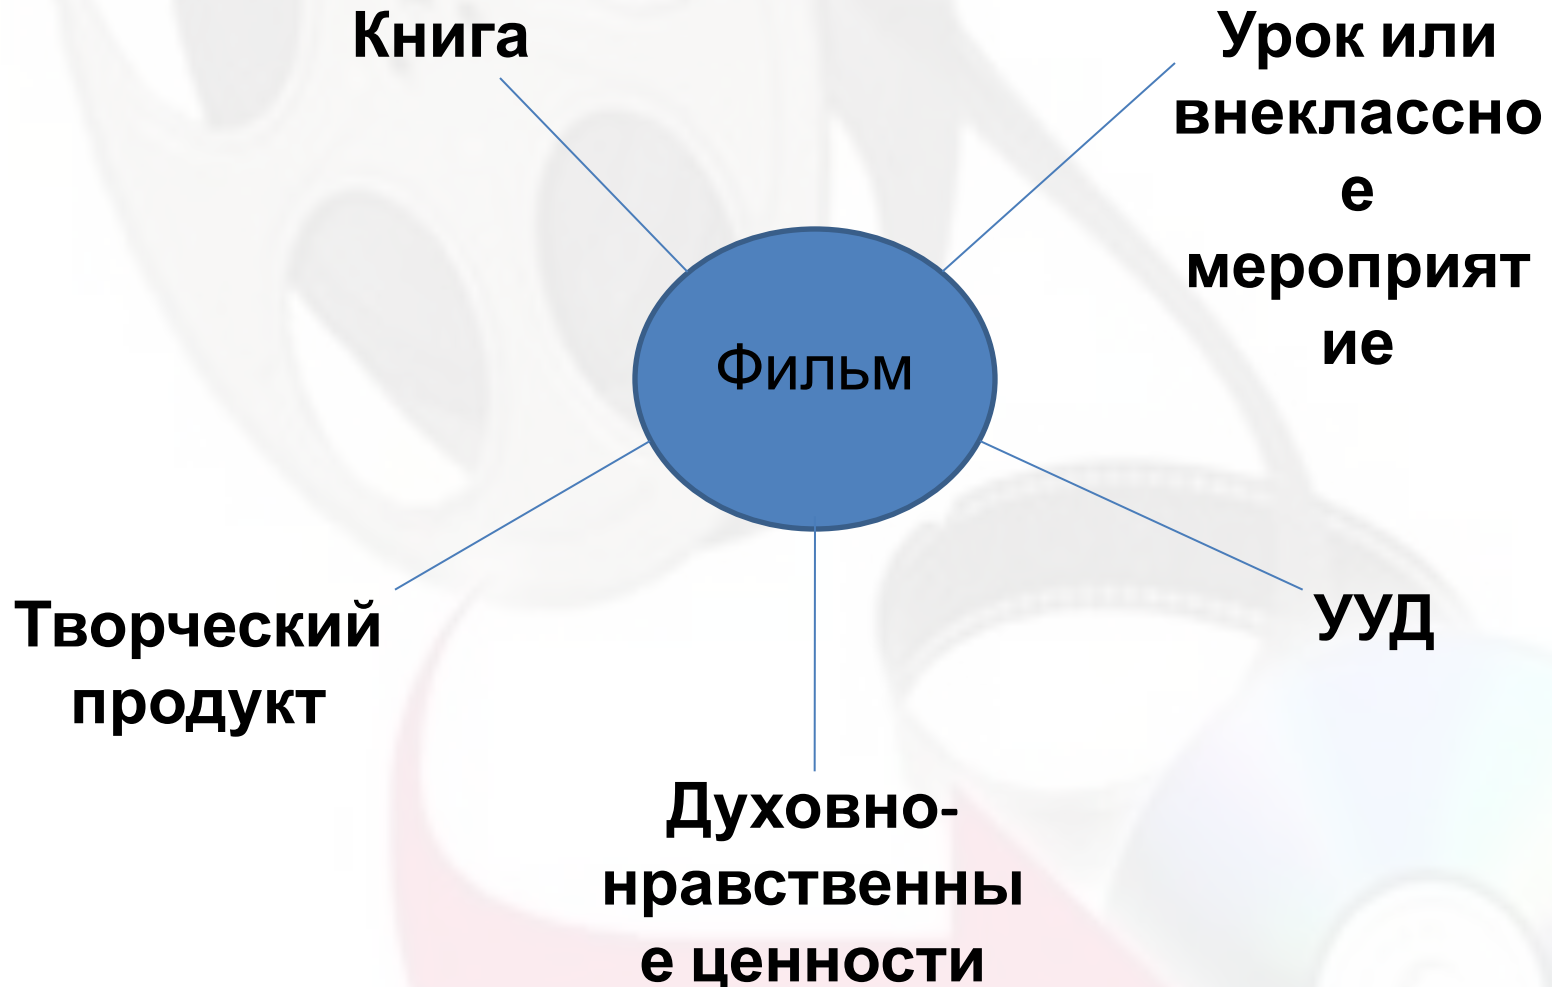 Книга
Урок или
внеклассно
е
мероприят
ие
Фильм
Творческий
продукт
УУД
Духовно-
нравственны
е ценности